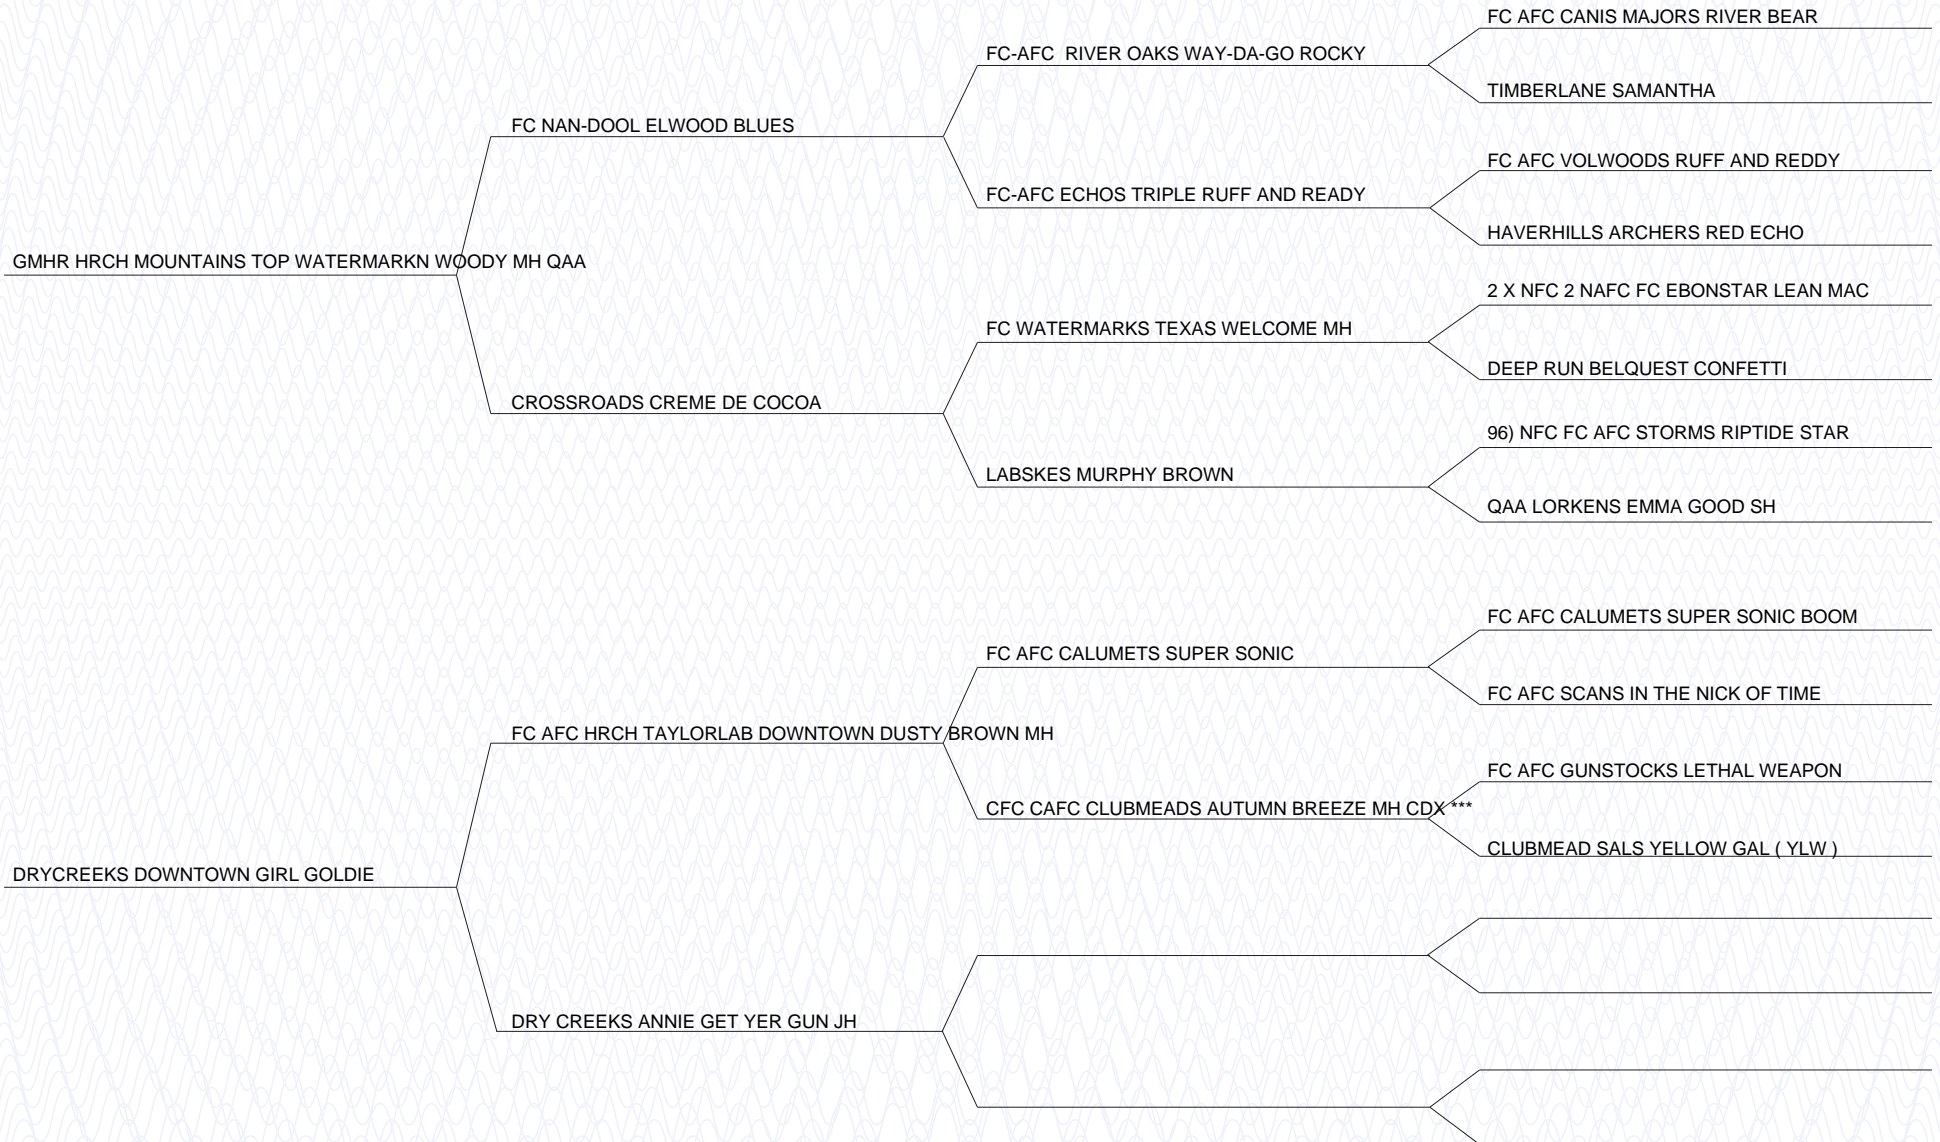 FC AFC CANIS MAJORS RIVER BEAR
FC-AFC  RIVER OAKS WAY-DA-GO ROCKY
TIMBERLANE SAMANTHA
FC NAN-DOOL ELWOOD BLUES
FC AFC VOLWOODS RUFF AND REDDY
FC-AFC ECHOS TRIPLE RUFF AND READY
HAVERHILLS ARCHERS RED ECHO
GMHR HRCH MOUNTAINS TOP WATERMARKN WOODY MH QAA
2 X NFC 2 NAFC FC EBONSTAR LEAN MAC
FC WATERMARKS TEXAS WELCOME MH
DEEP RUN BELQUEST CONFETTI
CROSSROADS CREME DE COCOA
96) NFC FC AFC STORMS RIPTIDE STAR
LABSKES MURPHY BROWN
QAA LORKENS EMMA GOOD SH
FC AFC CALUMETS SUPER SONIC BOOM
FC AFC CALUMETS SUPER SONIC
FC AFC SCANS IN THE NICK OF TIME
FC AFC HRCH TAYLORLAB DOWNTOWN DUSTY BROWN MH
FC AFC GUNSTOCKS LETHAL WEAPON
CFC CAFC CLUBMEADS AUTUMN BREEZE MH CDX ***
CLUBMEAD SALS YELLOW GAL ( YLW )
DRYCREEKS DOWNTOWN GIRL GOLDIE
DRY CREEKS ANNIE GET YER GUN JH